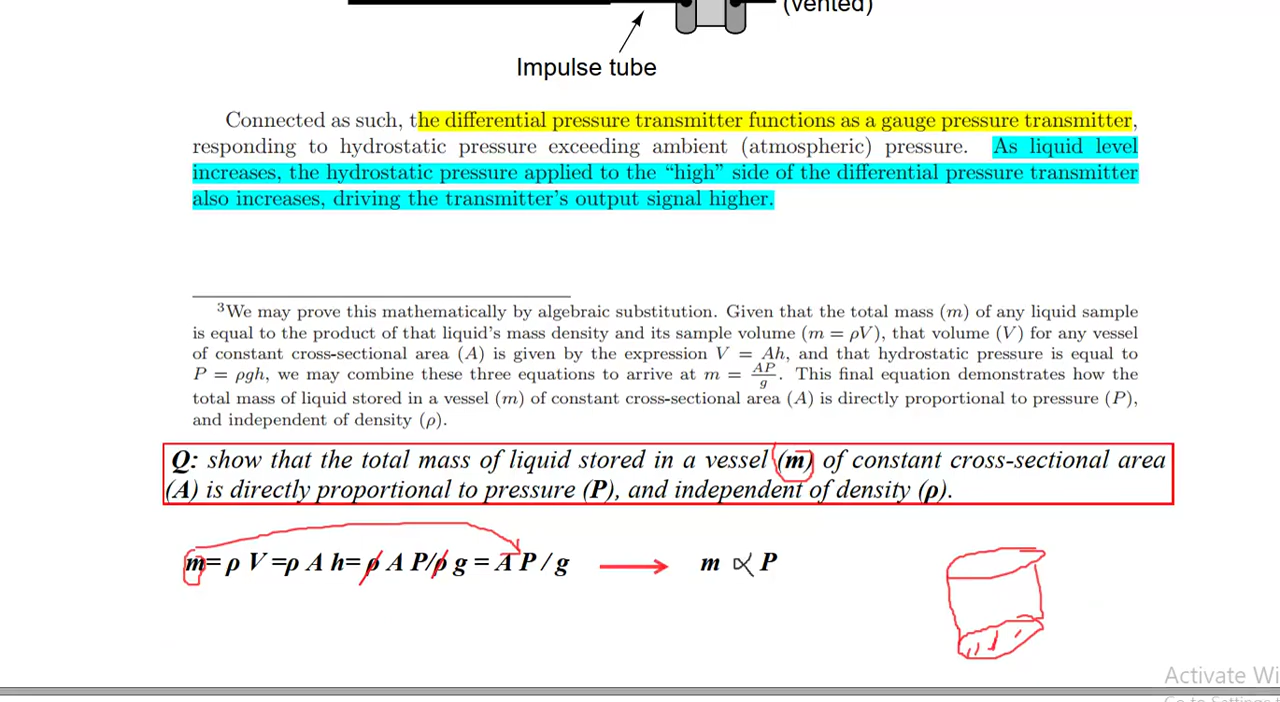 (vented)
Impulse tube
Connected as such, the differential pressure transmitter functions as a gauge pressure transmitter,
responding to hydrostatic pressure exceeding ambient (atmospheric) pressure. As liquid level
increases, the hydrostatic pressure applied to the “high” side of the differential pressure transmitter
also increases, driving the transmitter’s output signal higher.
³We may prove this mathematically by algebraic substitution. Given that the total mass (m) of any liquid sample
is equal to the product of that liquid’s mass density and its sample volume (m = ρV), that volume (V) for any vessel
of constant cross-sectional area (A) is given by the expression V = Ah, and that hydrostatic pressure is equal to
P = ρgh, we may combine these three equations to arrive at m = AP/g. This final equation demonstrates how the
total mass of liquid stored in a vessel (m) of constant cross-sectional area (A) is directly proportional to pressure (P),
and independent of density (ρ).
Q: show that the total mass of liquid stored in a vessel (m) of constant cross-sectional area
(A) is directly proportional to pressure (P), and independent of density (ρ).
m= ρ V =ρ A h= ρ A P/ρ g = A P / g m ∝ P
Activate Wi